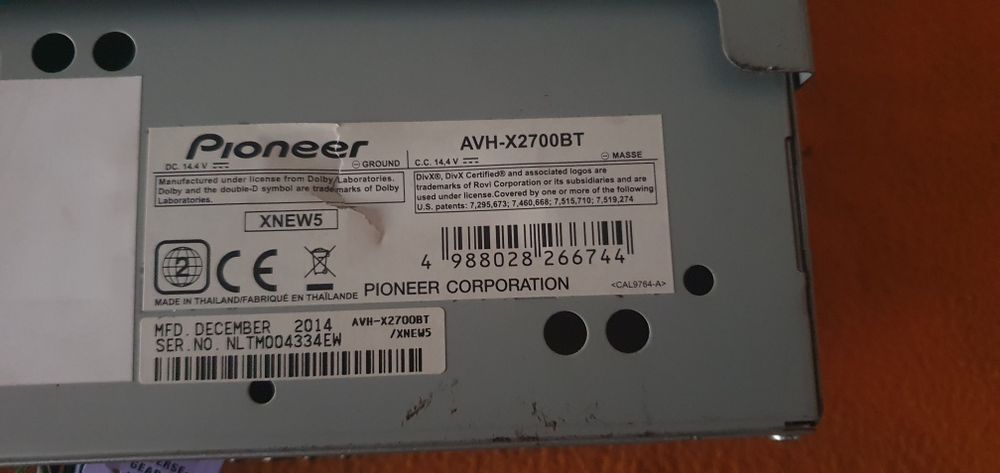 Pioneer
AVH-X2700BT
DC. 14.4 V
⊖ GROUND
C.C. 14,4 V
⊖ MASSE
Manufactured under license from Dolby Laboratories.
Dolby and the double-D symbol are trademarks of Dolby
Laboratories.
DivX®, DivX Certified® and associated logos are
trademarks of Rovi Corporation or its subsidiaries and are
used under license.Covered by one or more of the following
U.S. patents: 7,295,673; 7,460,668; 7,515,710; 7,519,274
XNEW5
2
CE
4 988028 266744
MADE IN THAILAND/FABRIQUÉ EN THAÏLANDE
PIONEER CORPORATION
<CAL9764-A>
MFD. DECEMBER 2014 AVH-X2700BT
SER. NO. NLTM004334EW /XNEW5